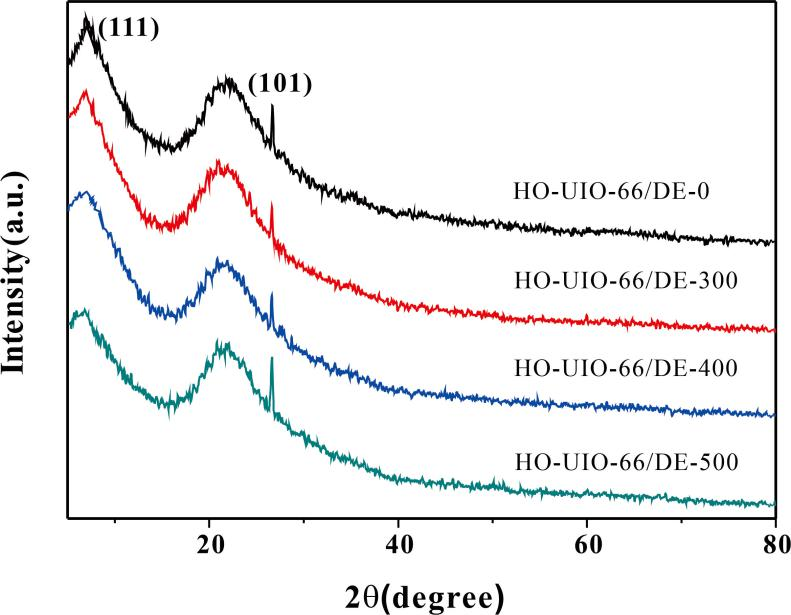 (111)
(101)
HO-UIO-66/DE-0
HO-UIO-66/DE-300
HO-UIO-66/DE-400
HO-UIO-66/DE-500
Intensity(a.u.)
20 40 60 80
2θ(degree)